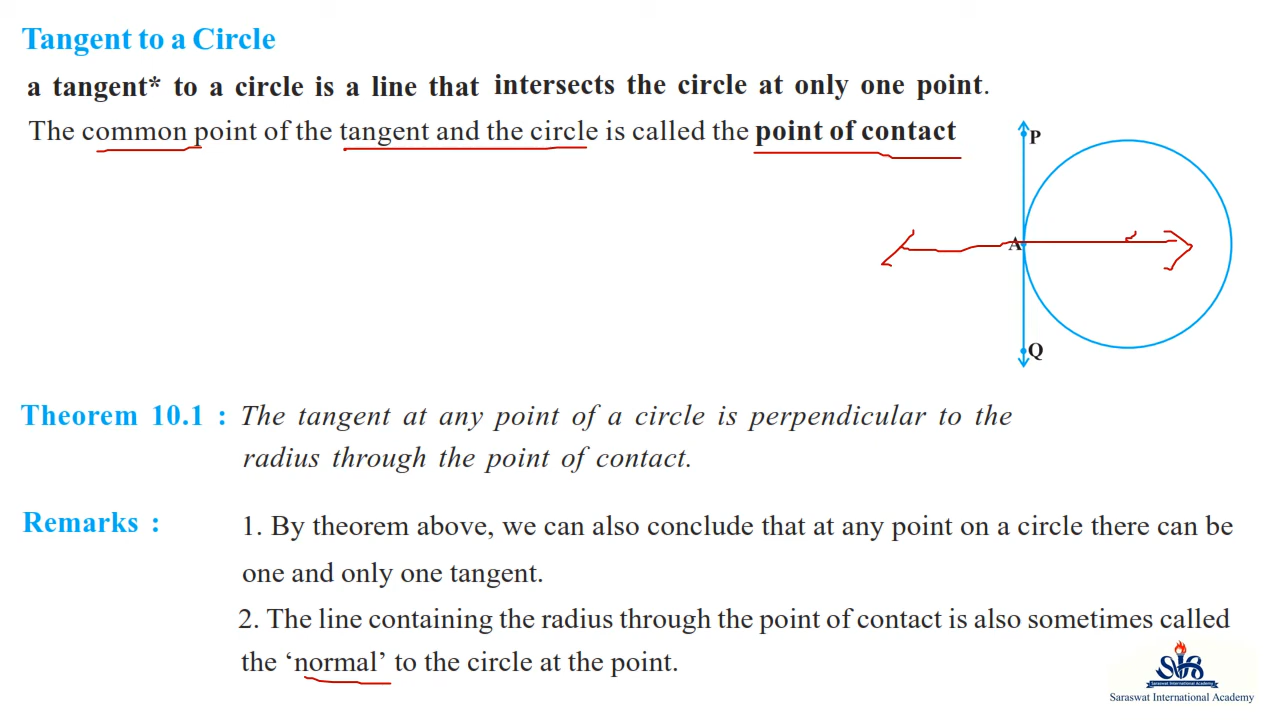 Tangent to a Circle
a tangent* to a circle is a line that intersects the circle at only one point.
The common point of the tangent and the circle is called the point of contact
P
A
Q
Theorem 10.1 : The tangent at any point of a circle is perpendicular to the
radius through the point of contact.
Remarks : 1. By theorem above, we can also conclude that at any point on a circle there can be
one and only one tangent.
2. The line containing the radius through the point of contact is also sometimes called
the ‘normal’ to the circle at the point.
SIA
Saraswat International Academy
Saraswat International Academy